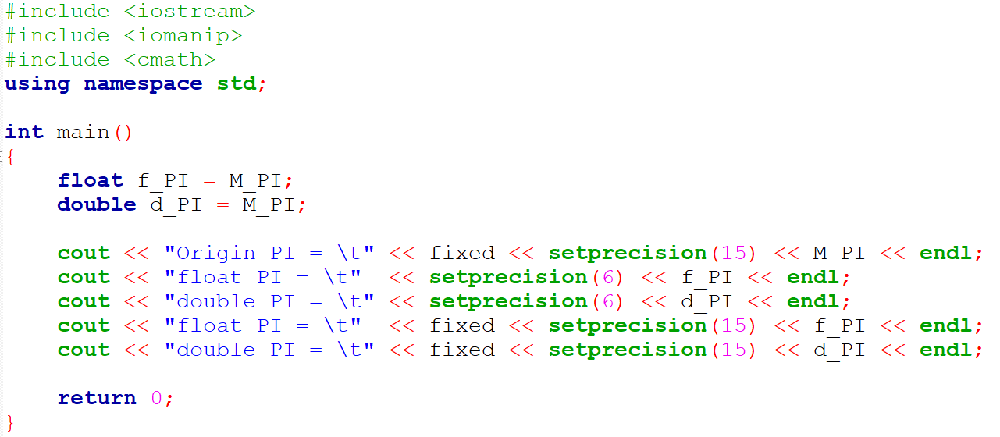 #include <iostream>
#include <iomanip>
#include <cmath>
using namespace std;

int main()
{
    float f_PI = M_PI;
    double d_PI = M_PI;

    cout << "Origin PI = \t" << fixed << setprecision(15) << M_PI << endl;
    cout << "float PI = \t"  << setprecision(6) << f_PI << endl;
    cout << "double PI = \t" << setprecision(6) << d_PI << endl;
    cout << "float PI = \t"  << fixed << setprecision(15) << f_PI << endl;
    cout << "double PI = \t" << fixed << setprecision(15) << d_PI << endl;

    return 0;
}